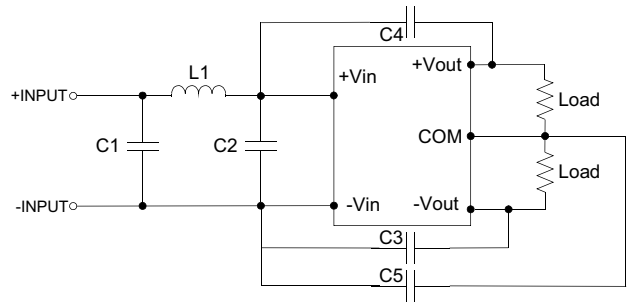 C4
L1
+Vin
+Vout
+INPUT
Load
C1
C2
COM
Load
-INPUT
-Vin
-Vout
C3
C5